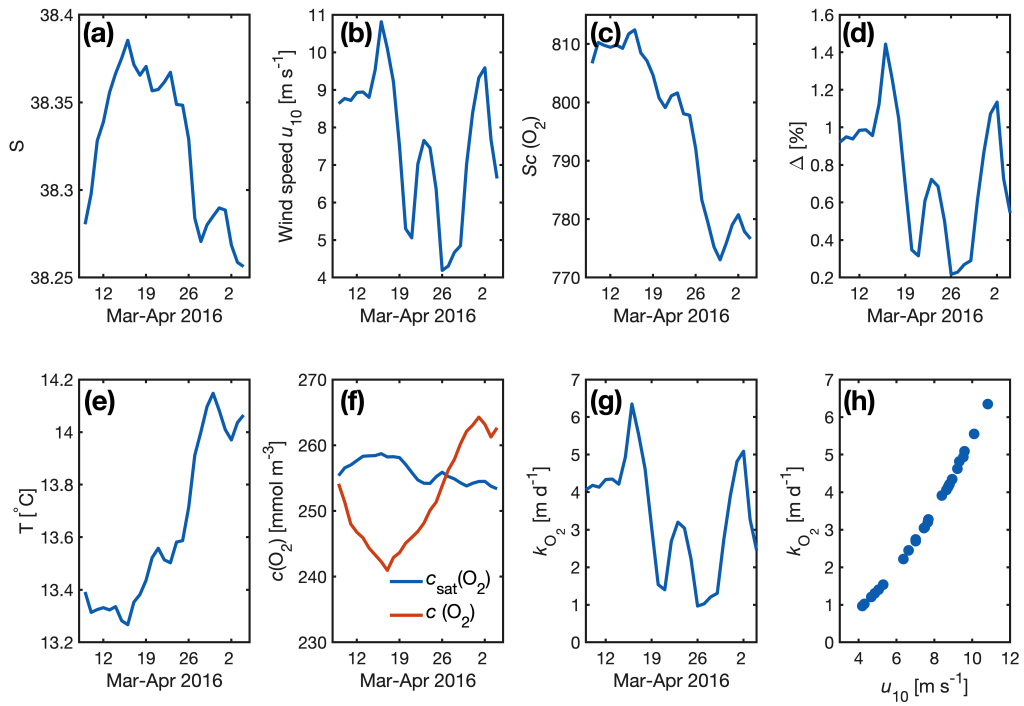 (a)
S
38.4
38.35
38.3
38.25
12 19 26 2
Mar-Apr 2016
(b)
Wind speed u10 [m s-1]
11
10
9
8
7
6
5
4
12 19 26 2
Mar-Apr 2016
(c)
Sc (O2)
810
800
790
780
770
12 19 26 2
Mar-Apr 2016
(d)
Δ [%]
1.6
1.4
1.2
1
0.8
0.6
0.4
0.2
12 19 26 2
Mar-Apr 2016
(e)
T [°C]
14.2
14
13.8
13.6
13.4
13.2
12 19 26 2
Mar-Apr 2016
(f)
c(O2) [mmol m-3]
270
260
250
240
230
csat(O2)
c (O2)
12 19 26 2
Mar-Apr 2016
(g)
kO2 [m d-1]
7
6
5
4
3
2
1
0
12 19 26 2
Mar-Apr 2016
(h)
kO2 [m d-1]
7
6
5
4
3
2
1
0
4 6 8 10 12
u10 [m s-1]